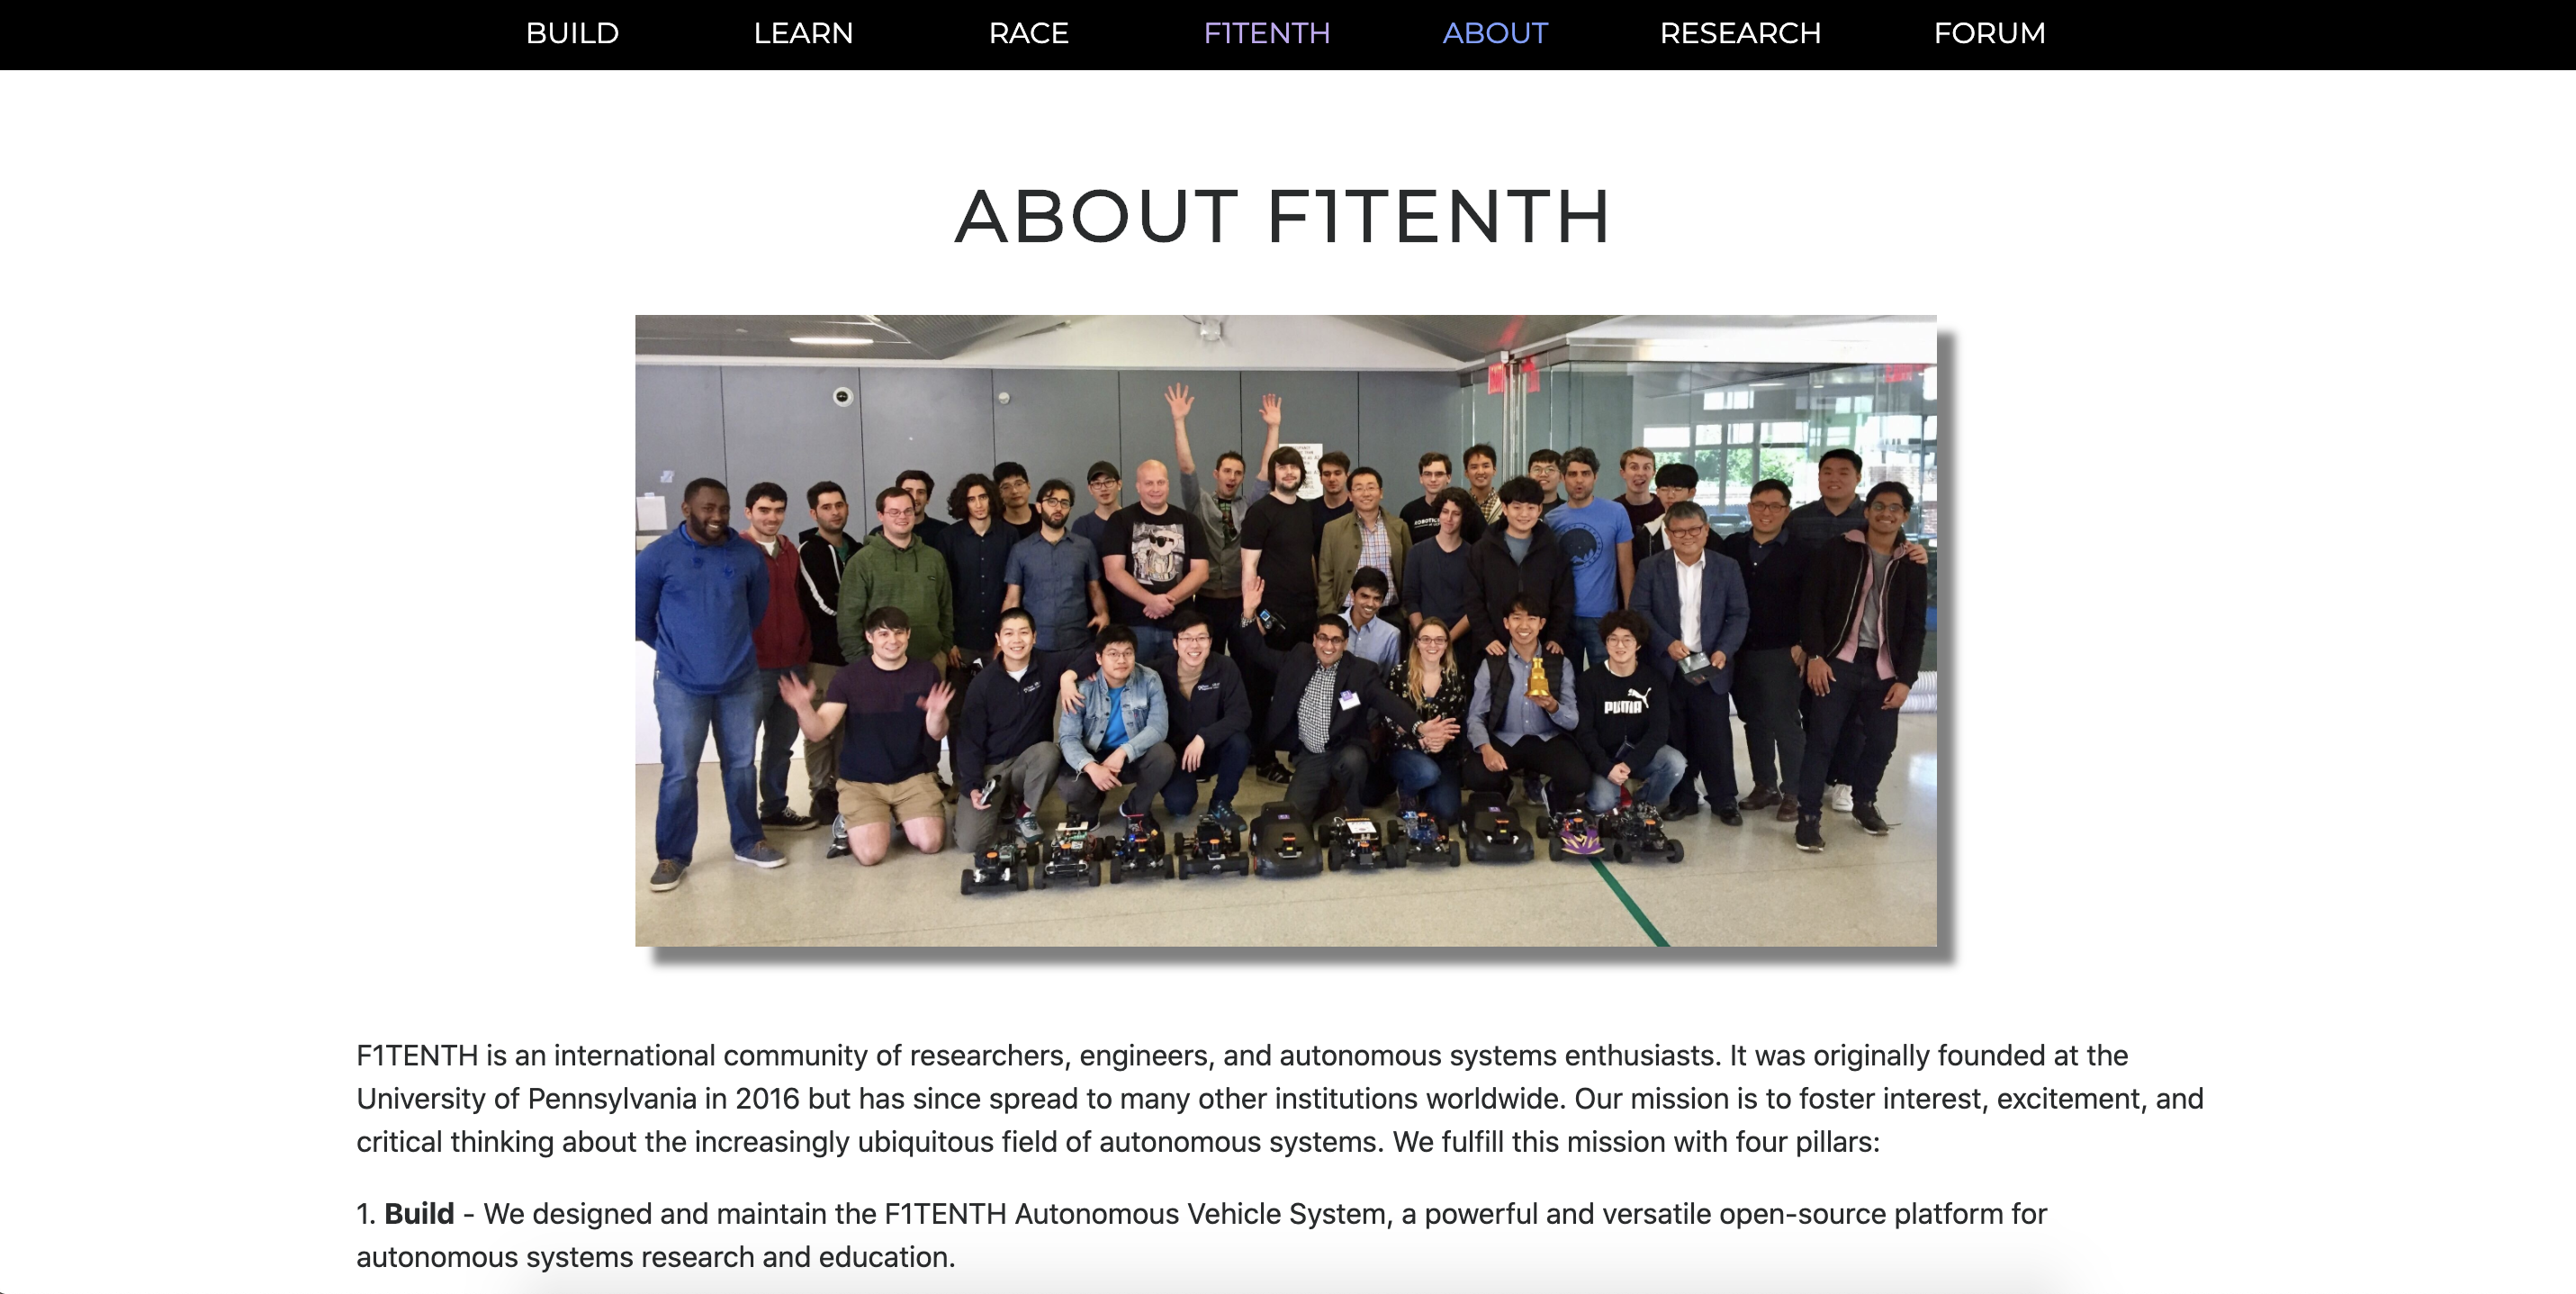 BUILD LEARN RACE F1TENTH ABOUT RESEARCH FORUM
ABOUT F1TENTH
PUMA
F1TENTH is an international community of researchers, engineers, and autonomous systems enthusiasts. It was originally founded at the
University of Pennsylvania in 2016 but has since spread to many other institutions worldwide. Our mission is to foster interest, excitement, and
critical thinking about the increasingly ubiquitous field of autonomous systems. We fulfill this mission with four pillars:
1. Build - We designed and maintain the F1TENTH Autonomous Vehicle System, a powerful and versatile open-source platform for
autonomous systems research and education.